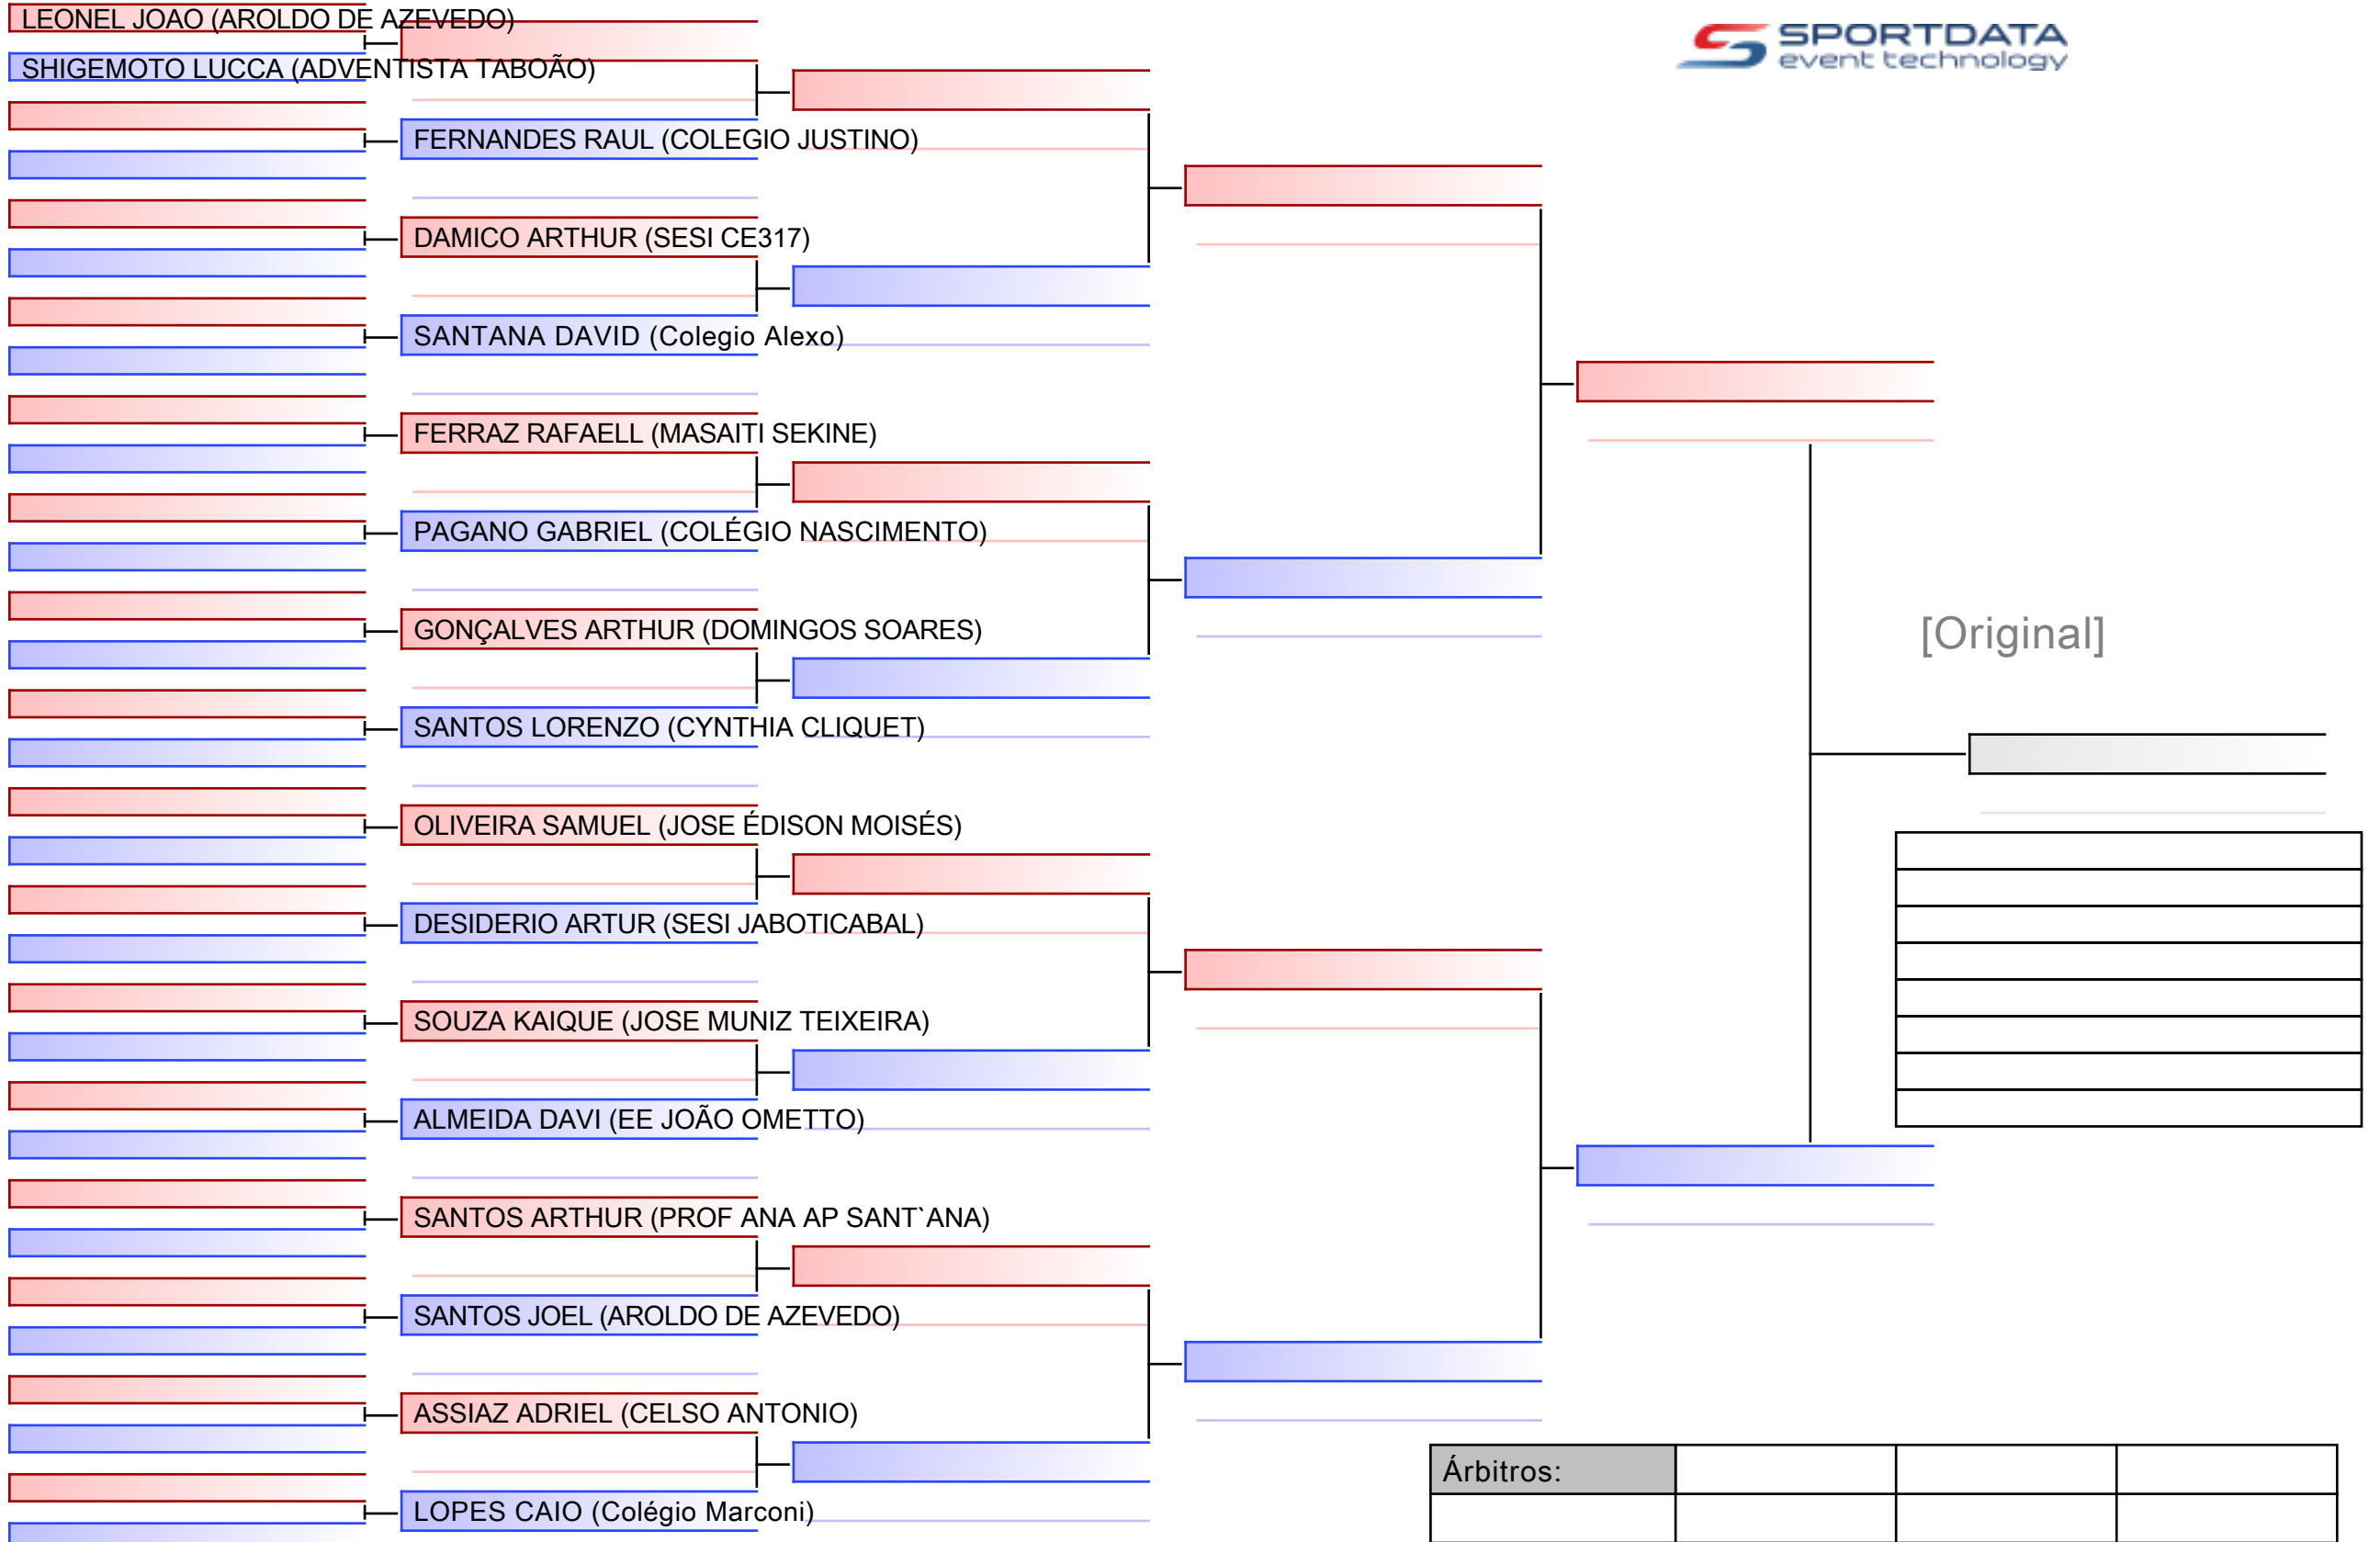 LEONEL JOAO (AROLDO DE AZEVEDO)
SHIGEMOTO LUCCA (ADVENTISTA TABOÃO)
SPORTDATA
event technology
FERNANDES RAUL (COLEGIO JUSTINO)
DAMICO ARTHUR (SESI CE317)
SANTANA DAVID (Colegio Alexo)
FERRAZ RAFAELL (MASAITI SEKINE)
PAGANO GABRIEL (COLÉGIO NASCIMENTO)
GONÇALVES ARTHUR (DOMINGOS SOARES)
[Original]
SANTOS LORENZO (CYNTHIA CLIQUET)
OLIVEIRA SAMUEL (JOSE ÉDISON MOISÉS)
DESIDERIO ARTUR (SESI JABOTICABAL)
SOUZA KAIQUE (JOSE MUNIZ TEIXEIRA)
ALMEIDA DAVI (EE JOÃO OMETTO)
SANTOS ARTHUR (PROF ANA AP SANT`ANA)
SANTOS JOEL (AROLDO DE AZEVEDO)
ASSIAZ ADRIEL (CELSO ANTONIO)
Árbitros:
LOPES CAIO (Colégio Marconi)